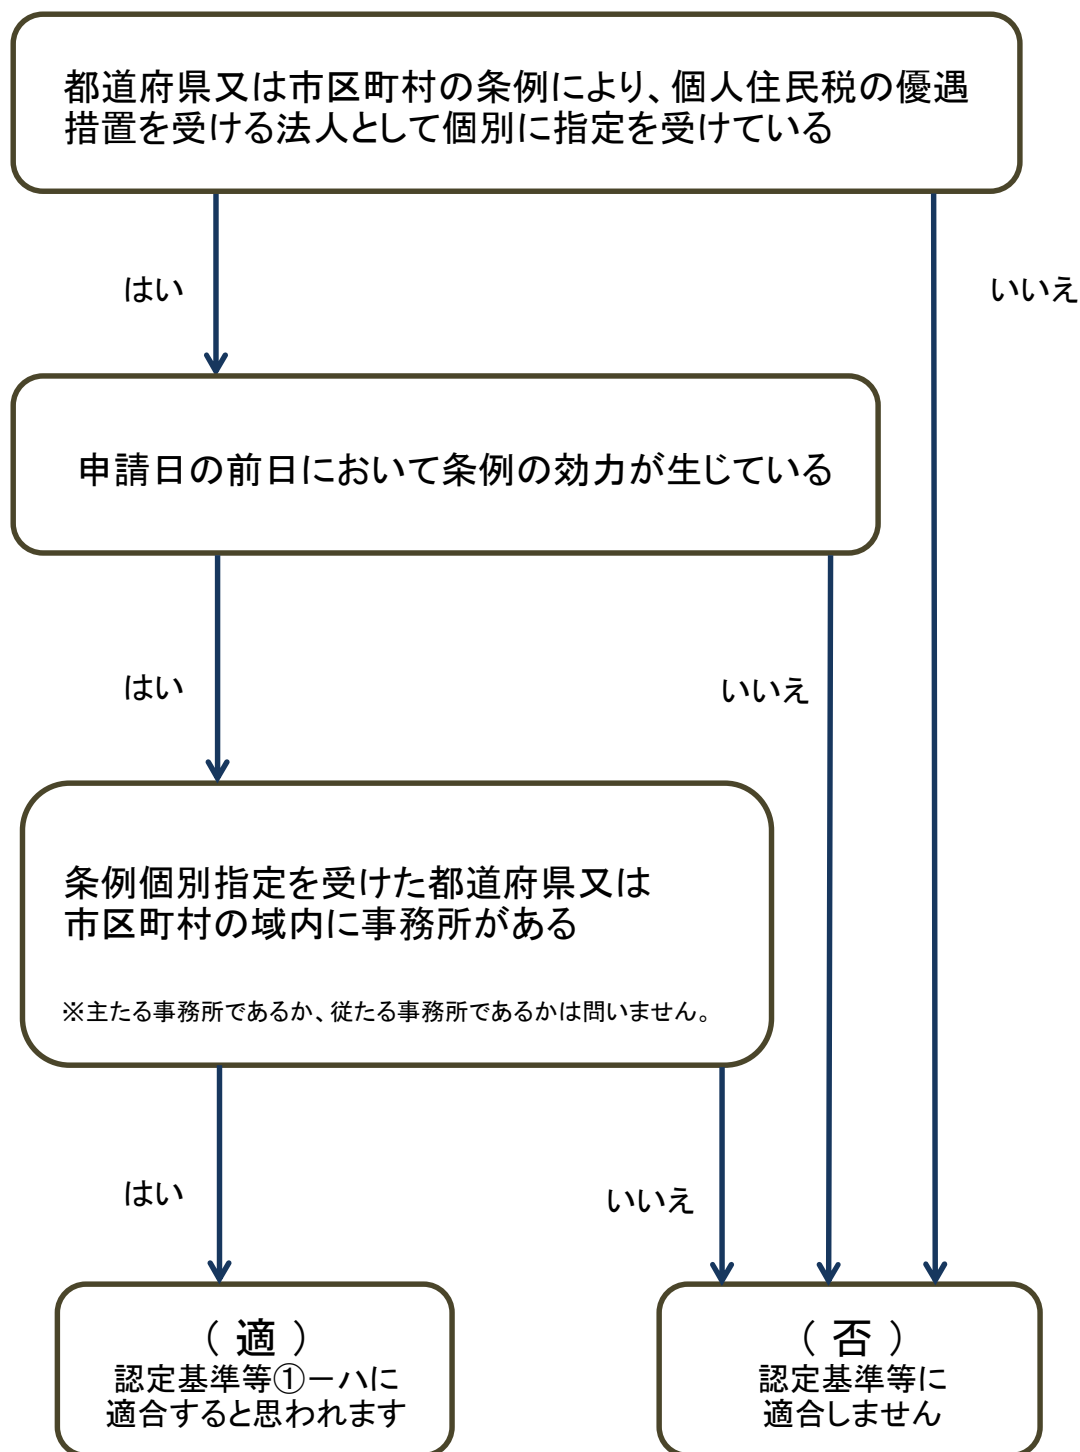 都道府県又は市区町村の条例により、個人住民税の優遇
措置を受ける法人として個別に指定を受けている
はい
いいえ
申請日の前日において条例の効力が生じている
はい
いいえ
条例個別指定を受けた都道府県又は
市区町村の域内に事務所がある
※主たる事務所であるか、従たる事務所であるかは問いません。
はい
いいえ
（ 適 ）
認定基準等①－ハに
適合すると思われます
（ 否 ）
認定基準等に
適合しません